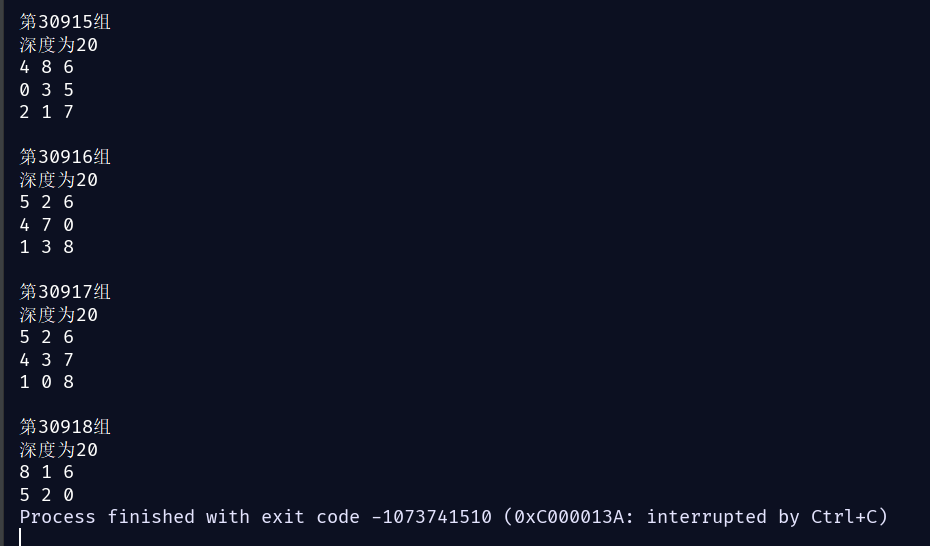 第30915组
深度为20
4 8 6
0 3 5
2 1 7
第30916组
深度为20
5 2 6
4 7 0
1 3 8
第30917组
深度为20
5 2 6
4 3 7
1 0 8
第30918组
深度为20
8 1 6
5 2 0
Process finished with exit code -1073741510 (0xC000013A: interrupted by Ctrl+C)